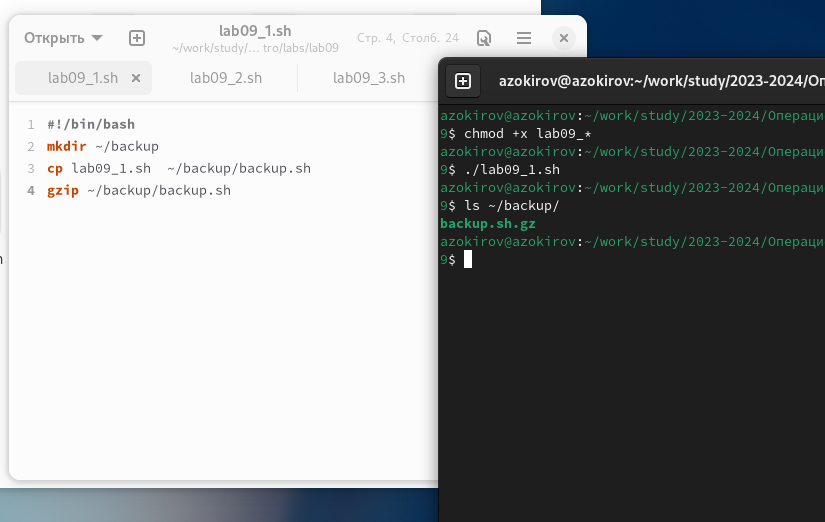 Открыть
lab09_1.sh
~/work/study/… tro/labs/lab09
Стр. 4, Столб. 24
lab09_1.sh
lab09_2.sh
lab09_3.sh
1 #!/bin/bash
2 mkdir ~/backup
3 cp lab09_1.sh  ~/backup/backup.sh
4 gzip ~/backup/backup.sh
azokirov@azokirov:~/work/study/2023-2024/Оп
azokirov@azokirov:~/work/study/2023-2024/Операци
9$ chmod +x lab09_*
azokirov@azokirov:~/work/study/2023-2024/Операци
9$ ./lab09_1.sh
azokirov@azokirov:~/work/study/2023-2024/Операци
9$ ls ~/backup/
backup.sh.gz
azokirov@azokirov:~/work/study/2023-2024/Операци
9$